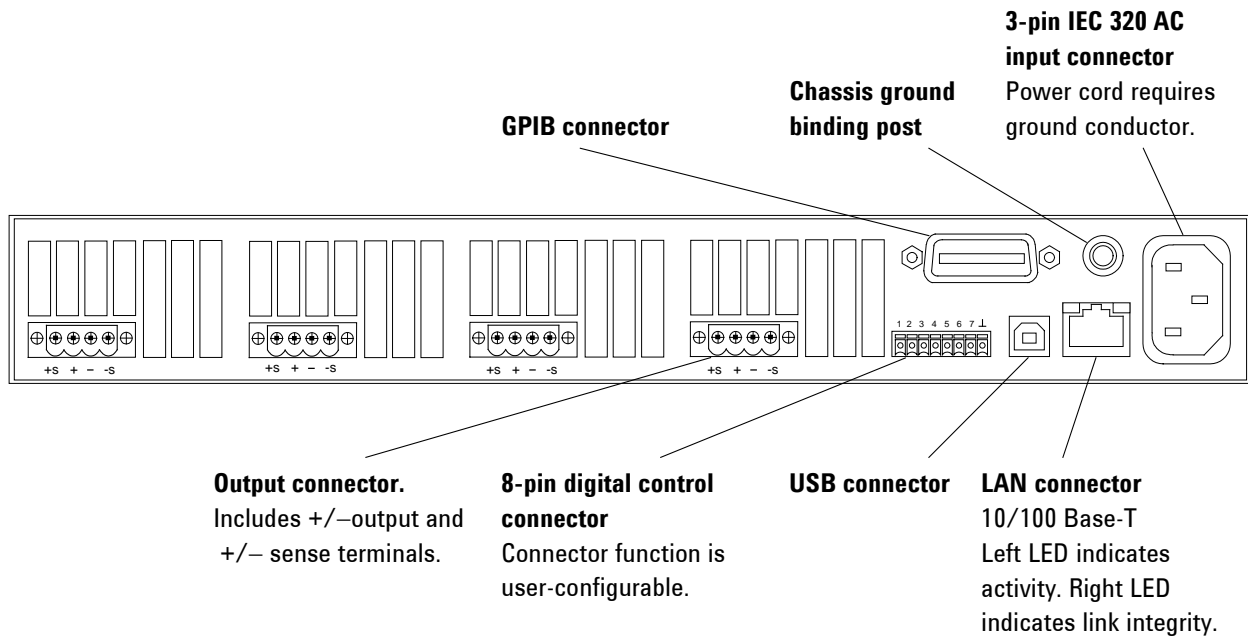 3-pin IEC 320 AC
input connector
Power cord requires
ground conductor.
Chassis ground
binding post
GPIB connector
1 2 3 4 5 6 7 ⊥
+s + – -s
+s + – -s
+s + – -s
+s + – -s
Output connector.
Includes +/–output and
+/– sense terminals.
8-pin digital control
connector
Connector function is
user-configurable.
USB connector
LAN connector
10/100 Base-T
Left LED indicates
activity. Right LED
indicates link integrity.